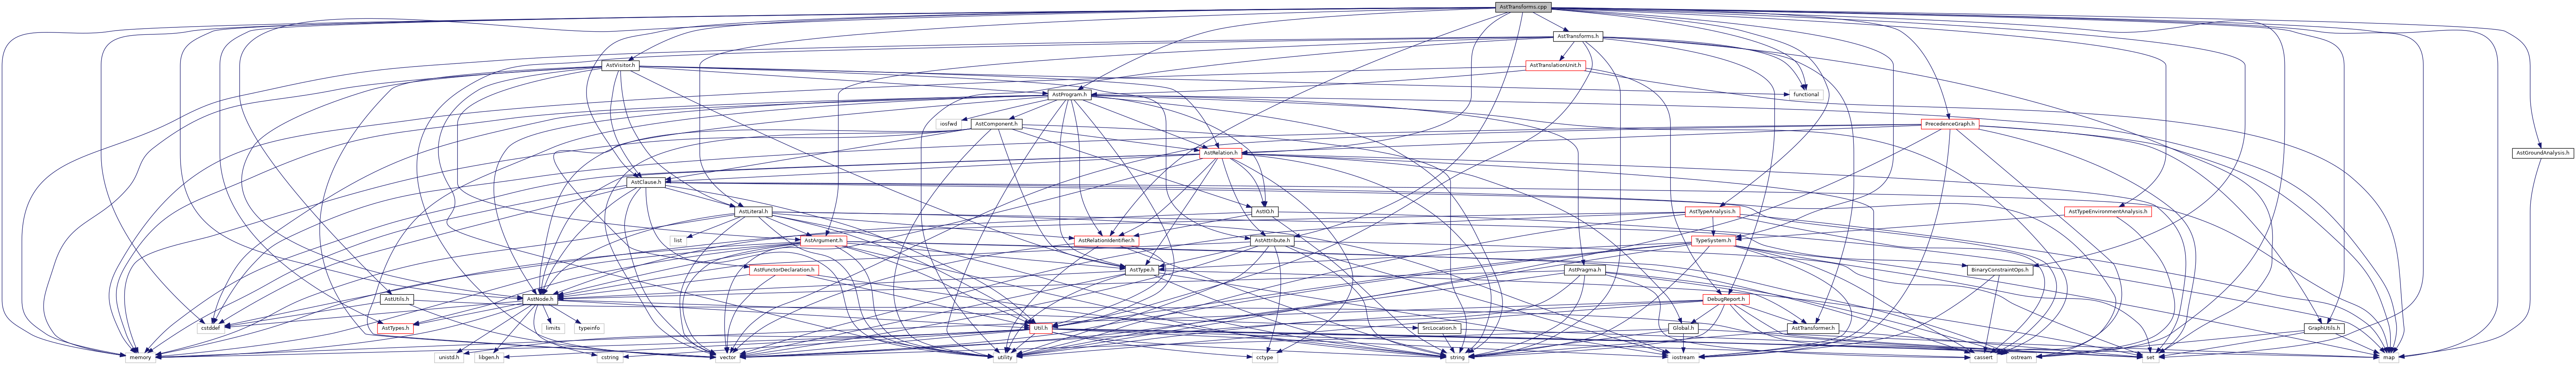 AstTransforms.cpp
AstTransforms.h
AstVisitor.h
AstTranslationUnit.h
AstProgram.h
functional
iosfwd
AstComponent.h
PrecedenceGraph.h
AstRelation.h
AstGroundAnalysis.h
AstClause.h
AstLiteral.h
AstIO.h
AstTypeAnalysis.h
AstTypeEnvironmentAnalysis.h
list
AstArgument.h
AstRelationIdentifier.h
AstAttribute.h
TypeSystem.h
AstFunctorDeclaration.h
AstType.h
AstPragma.h
BinaryConstraintOps.h
AstUtils.h
AstNode.h
DebugReport.h
cstddef
AstTypes.h
limits
typeinfo
Util.h
SrcLocation.h
Global.h
AstTransformer.h
GraphUtils.h
memory
unistd.h
libgen.h
cstring
vector
utility
cctype
string
iostream
cassert
ostream
set
map